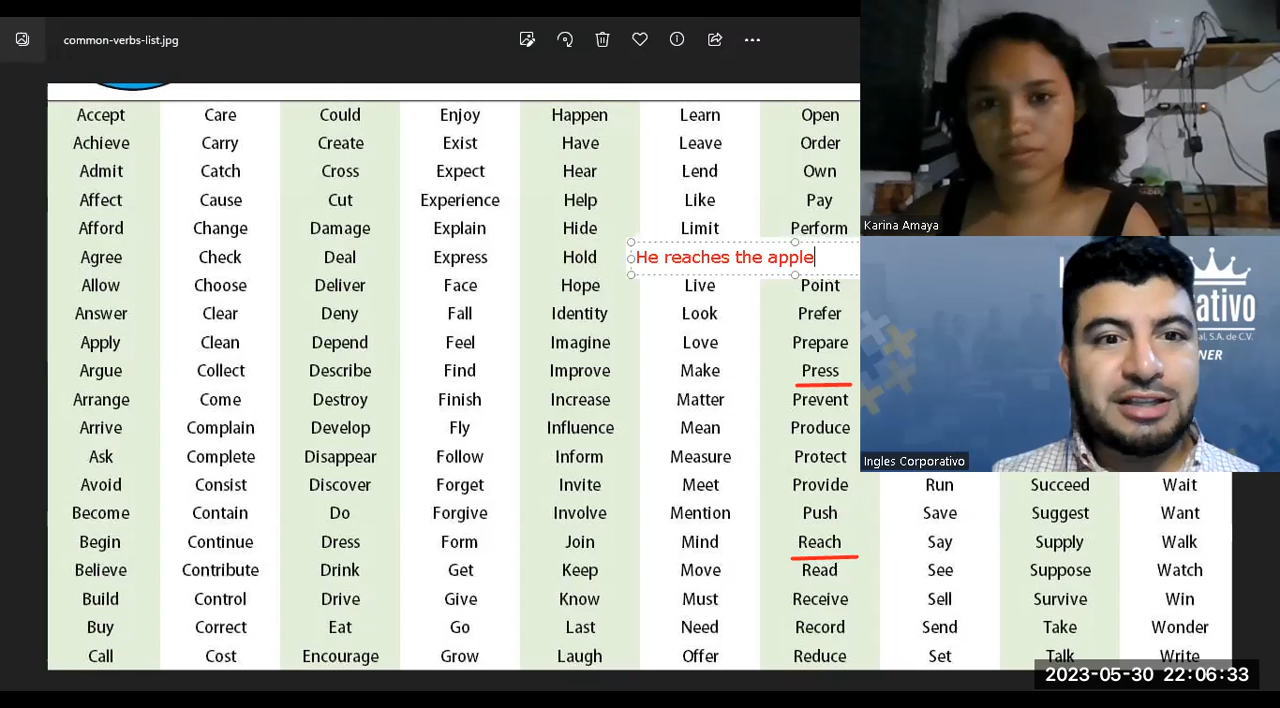 common-verbs-list.jpg
Accept Care Could Enjoy Happen Learn Open
Achieve Carry Create Exist Have Leave Order
Admit Catch Cross Expect Hear Lend Own
Affect Cause Cut Experience Help Like Pay
Afford Change Damage Explain Hide Limit Perform
Agree Check Deal Express Hold He reaches the apple
Allow Choose Deliver Face Hope Live Point
Answer Clear Deny Fall Identity Look Prefer
Apply Clean Depend Feel Imagine Love Prepare
Argue Collect Describe Find Improve Make Press
Arrange Come Destroy Finish Increase Matter Prevent
Arrive Complain Develop Fly Influence Mean Produce
Ask Complete Disappear Follow Inform Measure Protect
Avoid Consist Discover Forget Invite Meet Provide Run Succeed Wait
Become Contain Do Forgive Involve Mention Push Save Suggest Want
Begin Continue Dress Form Join Mind Reach Say Supply Walk
Believe Contribute Drink Get Keep Move Read See Suppose Watch
Build Control Drive Give Know Must Receive Sell Survive Win
Buy Correct Eat Go Last Need Record Send Take Wonder
Call Cost Encourage Grow Laugh Offer Reduce Set Talk Write
Karina Amaya
ativo
al, S.A. de C.V.
NER
Ingles Corporativo
2023-05-30 22:06:33